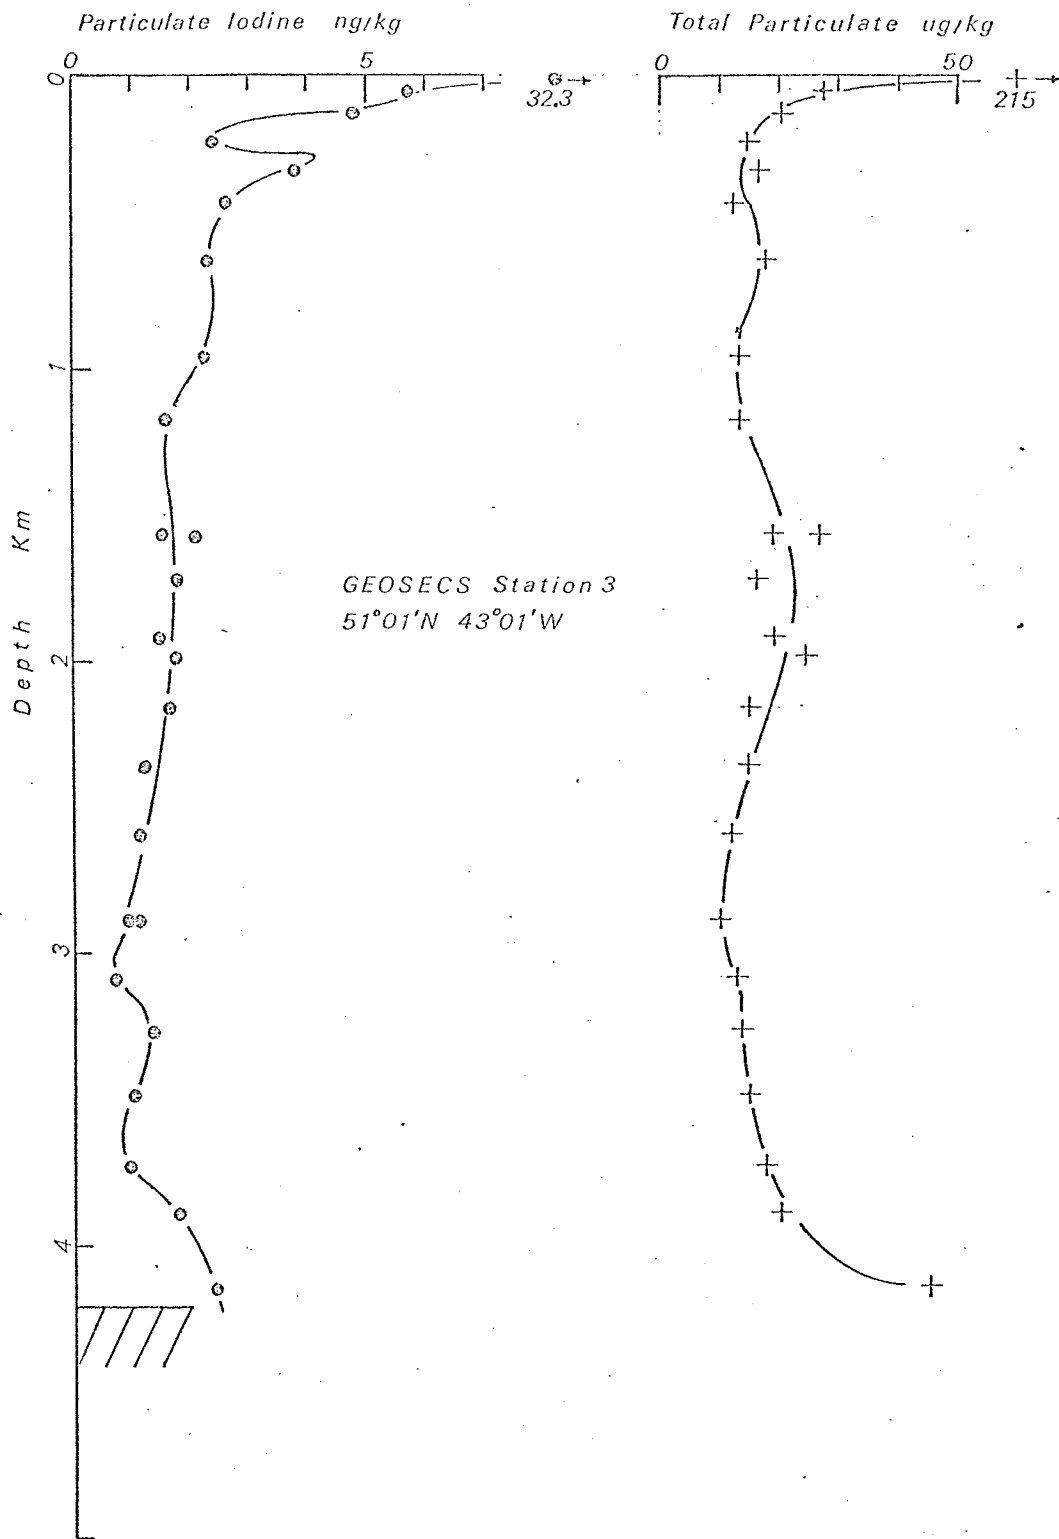 Particulate Iodine ng/kg
Total Particulate ug/kg
0 5
0 50
0
32.3
215
1
Depth Km
GEOSECS Station 3
51°01'N 43°01'W
2
3
4